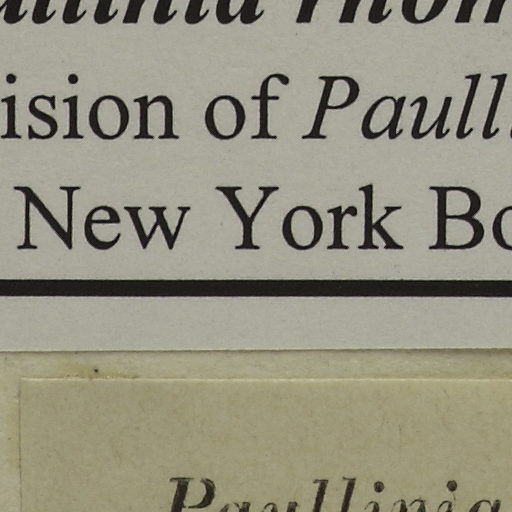 ision of Paull
New York Bo
Paullinia